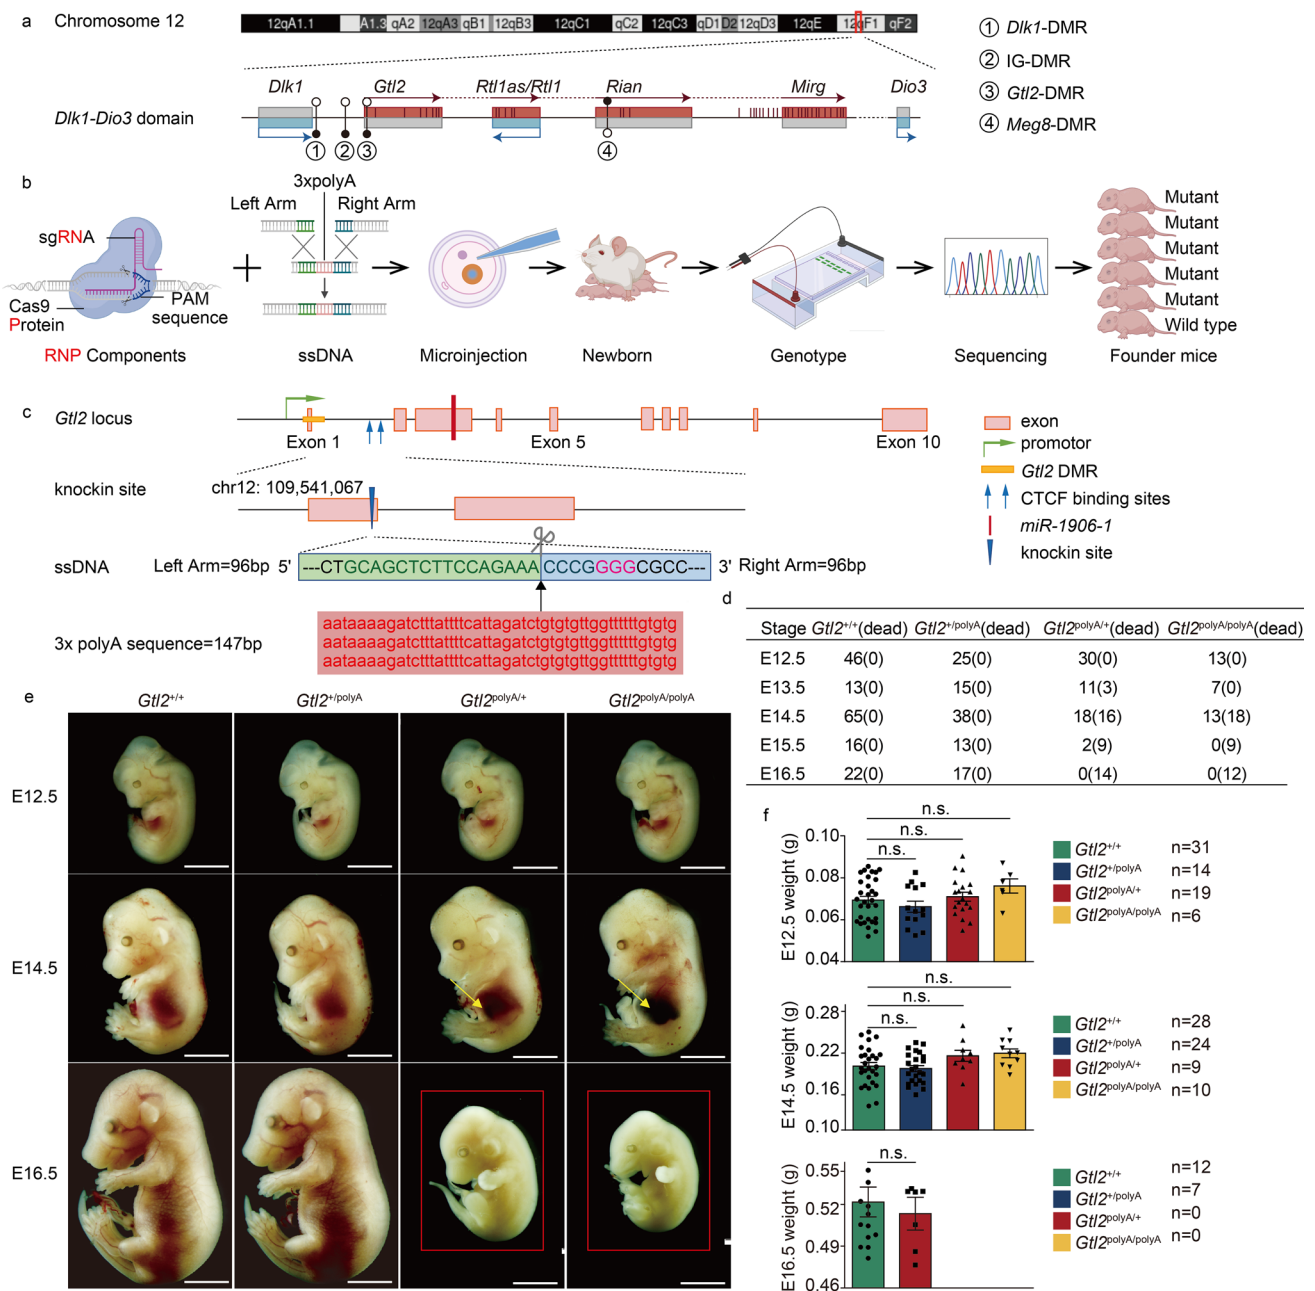 a Chromosome 12
12qA1.1 A1.3 qA2 12qA3 qB1 12qB3 12qC1 qC2 12qC3 qD1 D2 12qD3 12qE 12qF1 qF2
Dlk1 Gtl2 Rtl1as/Rtl1 Rian Mirg Dio3
Dlk1-Dio3 domain
1 2 3 4
1 Dlk1-DMR
2 IG-DMR
3 Gtl2-DMR
4 Meg8-DMR
b
sgRNA
Cas9 Protein
PAM sequence
RNP Components
3xpolyA
Left Arm Right Arm
ssDNA
Microinjection
Newborn
Genotype
Sequencing
Mutant
Mutant
Mutant
Mutant
Mutant
Wild type
Founder mice
c
Gtl2 locus
Exon 1 Exon 5 Exon 10
exon
promotor
Gtl2 DMR
CTCF binding sites
miR-1906-1
knockin site
knockin site
chr12: 109,541,067
ssDNA Left Arm=96bp 5' ---CTGCAGCTCTTCCAGAAACCCGGGGCGCC--- 3' Right Arm=96bp
3x polyA sequence=147bp
aataaaagatctttattttcattagatctgtgtgttggttttttgtgtg
aataaaagatctttattttcattagatctgtgtgttggttttttgtgtg
aataaaagatctttattttcattagatctgtgtgttggttttttgtgtg
d
Stage Gtl2+/+(dead) Gtl2+/polyA(dead) Gtl2polyA/+(dead) Gtl2polyA/polyA(dead)
E12.5 46(0) 25(0) 30(0) 13(0)
E13.5 13(0) 15(0) 11(3) 7(0)
E14.5 65(0) 38(0) 18(16) 13(18)
E15.5 16(0) 13(0) 2(9) 0(9)
E16.5 22(0) 17(0) 0(14) 0(12)
e
Gtl2+/+ Gtl2+/polyA Gtl2polyA/+ Gtl2polyA/polyA
E12.5
E14.5
E16.5
f
E12.5 weight (g)
0.10
0.08
0.06
0.04
n.s.
n.s.
n.s.
Gtl2+/+ n=31
Gtl2+/polyA n=14
Gtl2polyA/+ n=19
Gtl2polyA/polyA n=6
E14.5 weight (g)
0.28
0.22
0.16
0.10
n.s.
n.s.
n.s.
Gtl2+/+ n=28
Gtl2+/polyA n=24
Gtl2polyA/+ n=9
Gtl2polyA/polyA n=10
E16.5 weight (g)
0.55
0.52
0.49
0.46
n.s.
Gtl2+/+ n=12
Gtl2+/polyA n=7
Gtl2polyA/+ n=0
Gtl2polyA/polyA n=0